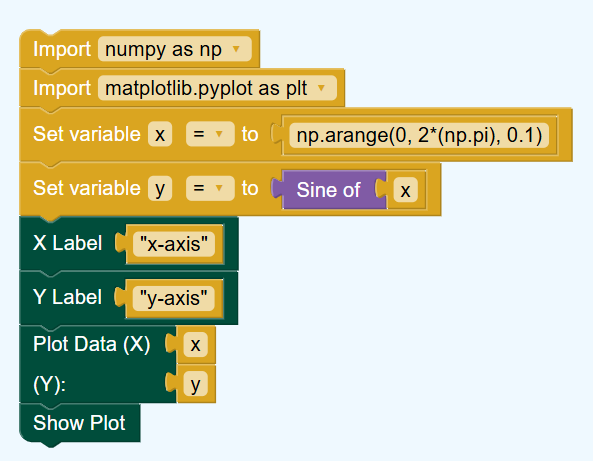 Import numpy as np
Import matplotlib.pyplot as plt
Set variable x = to np.arange(0, 2*(np.pi), 0.1)
Set variable y = to Sine of x
X Label "x-axis"
Y Label "y-axis"
Plot Data (X) x
(Y): y
Show Plot